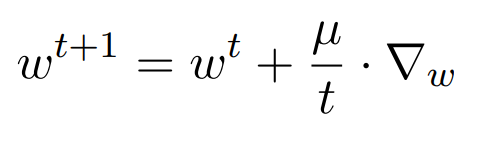 w^{t+1} = w^t + \frac{\mu}{t} \cdot \nabla_w